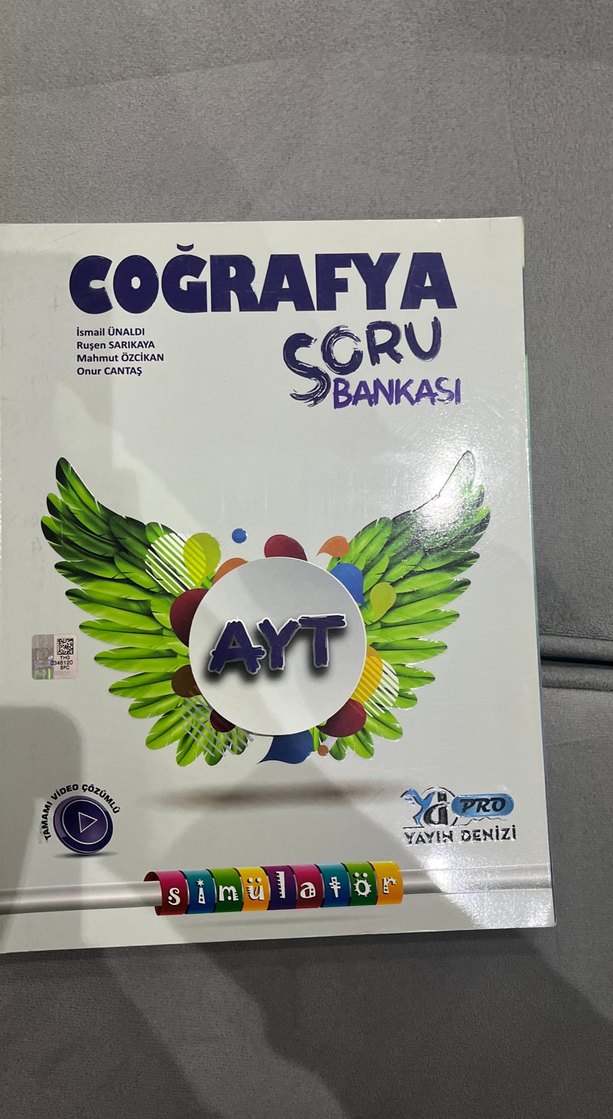 COĞRAFYA
İsmail ÜNALDI
Ruşen SARIKAYA
Mahmut ÖZCİKAN
Onur CANTAŞ
SORU
BANKASI
AYT
TAMAMI VİDEO ÇÖZÜMLÜ
PRO
YAYIN DENİZİ
simülatör